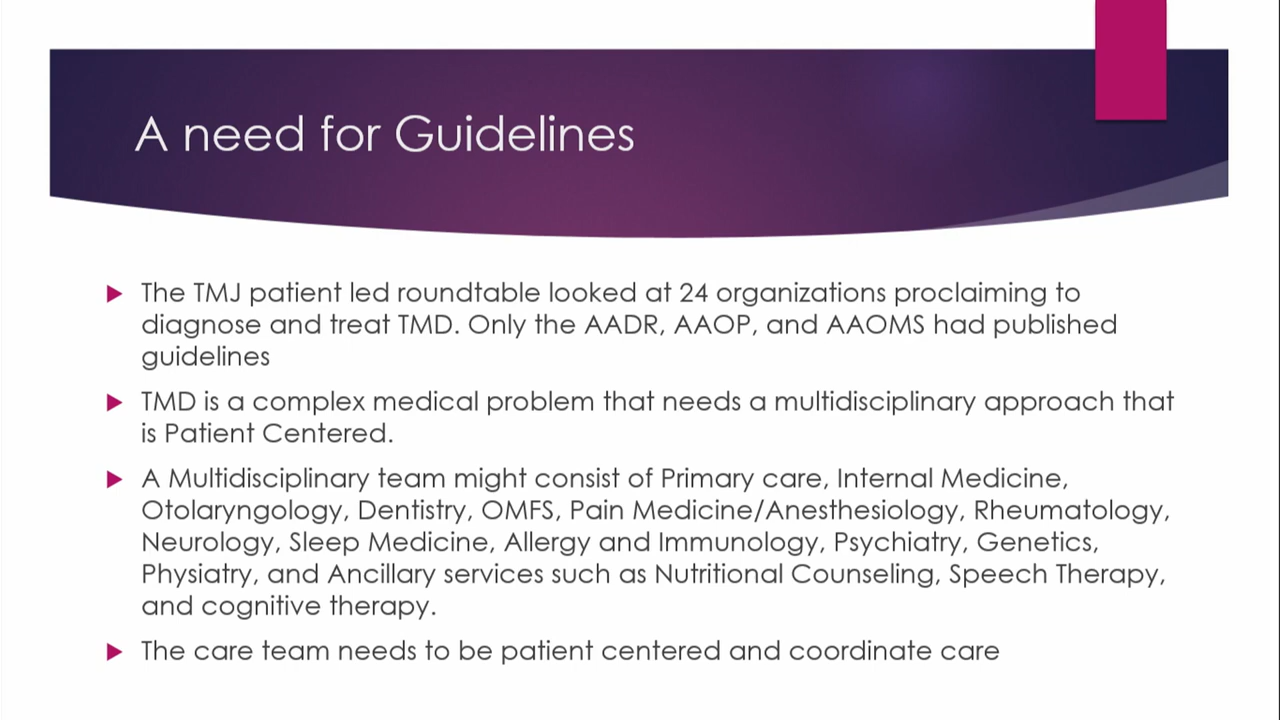 A need for Guidelines
The TMJ patient led roundtable looked at 24 organizations proclaiming to
diagnose and treat TMD. Only the AADR, AAOP, and AAOMS had published
guidelines
TMD is a complex medical problem that needs a multidisciplinary approach that
is Patient Centered.
A Multidisciplinary team might consist of Primary care, Internal Medicine,
Otolaryngology, Dentistry, OMFS, Pain Medicine/Anesthesiology, Rheumatology,
Neurology, Sleep Medicine, Allergy and Immunology, Psychiatry, Genetics,
Physiatry, and Ancillary services such as Nutritional Counseling, Speech Therapy,
and cognitive therapy.
The care team needs to be patient centered and coordinate care